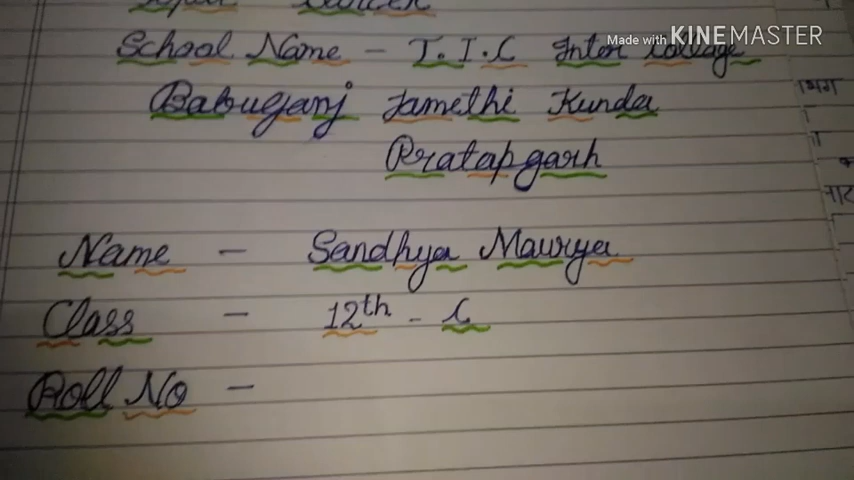 Made with KINEMASTER
School Name - T.I.C Inter College
Babuganj Jamethi Kunda
Pratapgarh
Name - Sandhya Maurya
Class - 12th - C
Roll No -